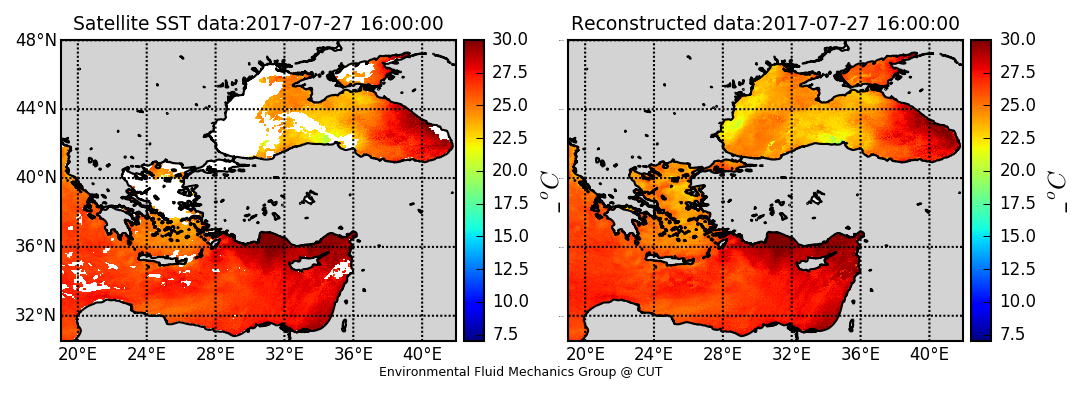 Satellite SST data:2017-07-27 16:00:00
Reconstructed data:2017-07-27 16:00:00
48°N
44°N
40°N
36°N
32°N
20°E 24°E 28°E 32°E 36°E 40°E
30.0
27.5
25.0
22.5
20.0
17.5
15.0
12.5
10.0
7.5
_ °C
20°E 24°E 28°E 32°E 36°E 40°E
30.0
27.5
25.0
22.5
20.0
17.5
15.0
12.5
10.0
7.5
_ °C
Environmental Fluid Mechanics Group @ CUT